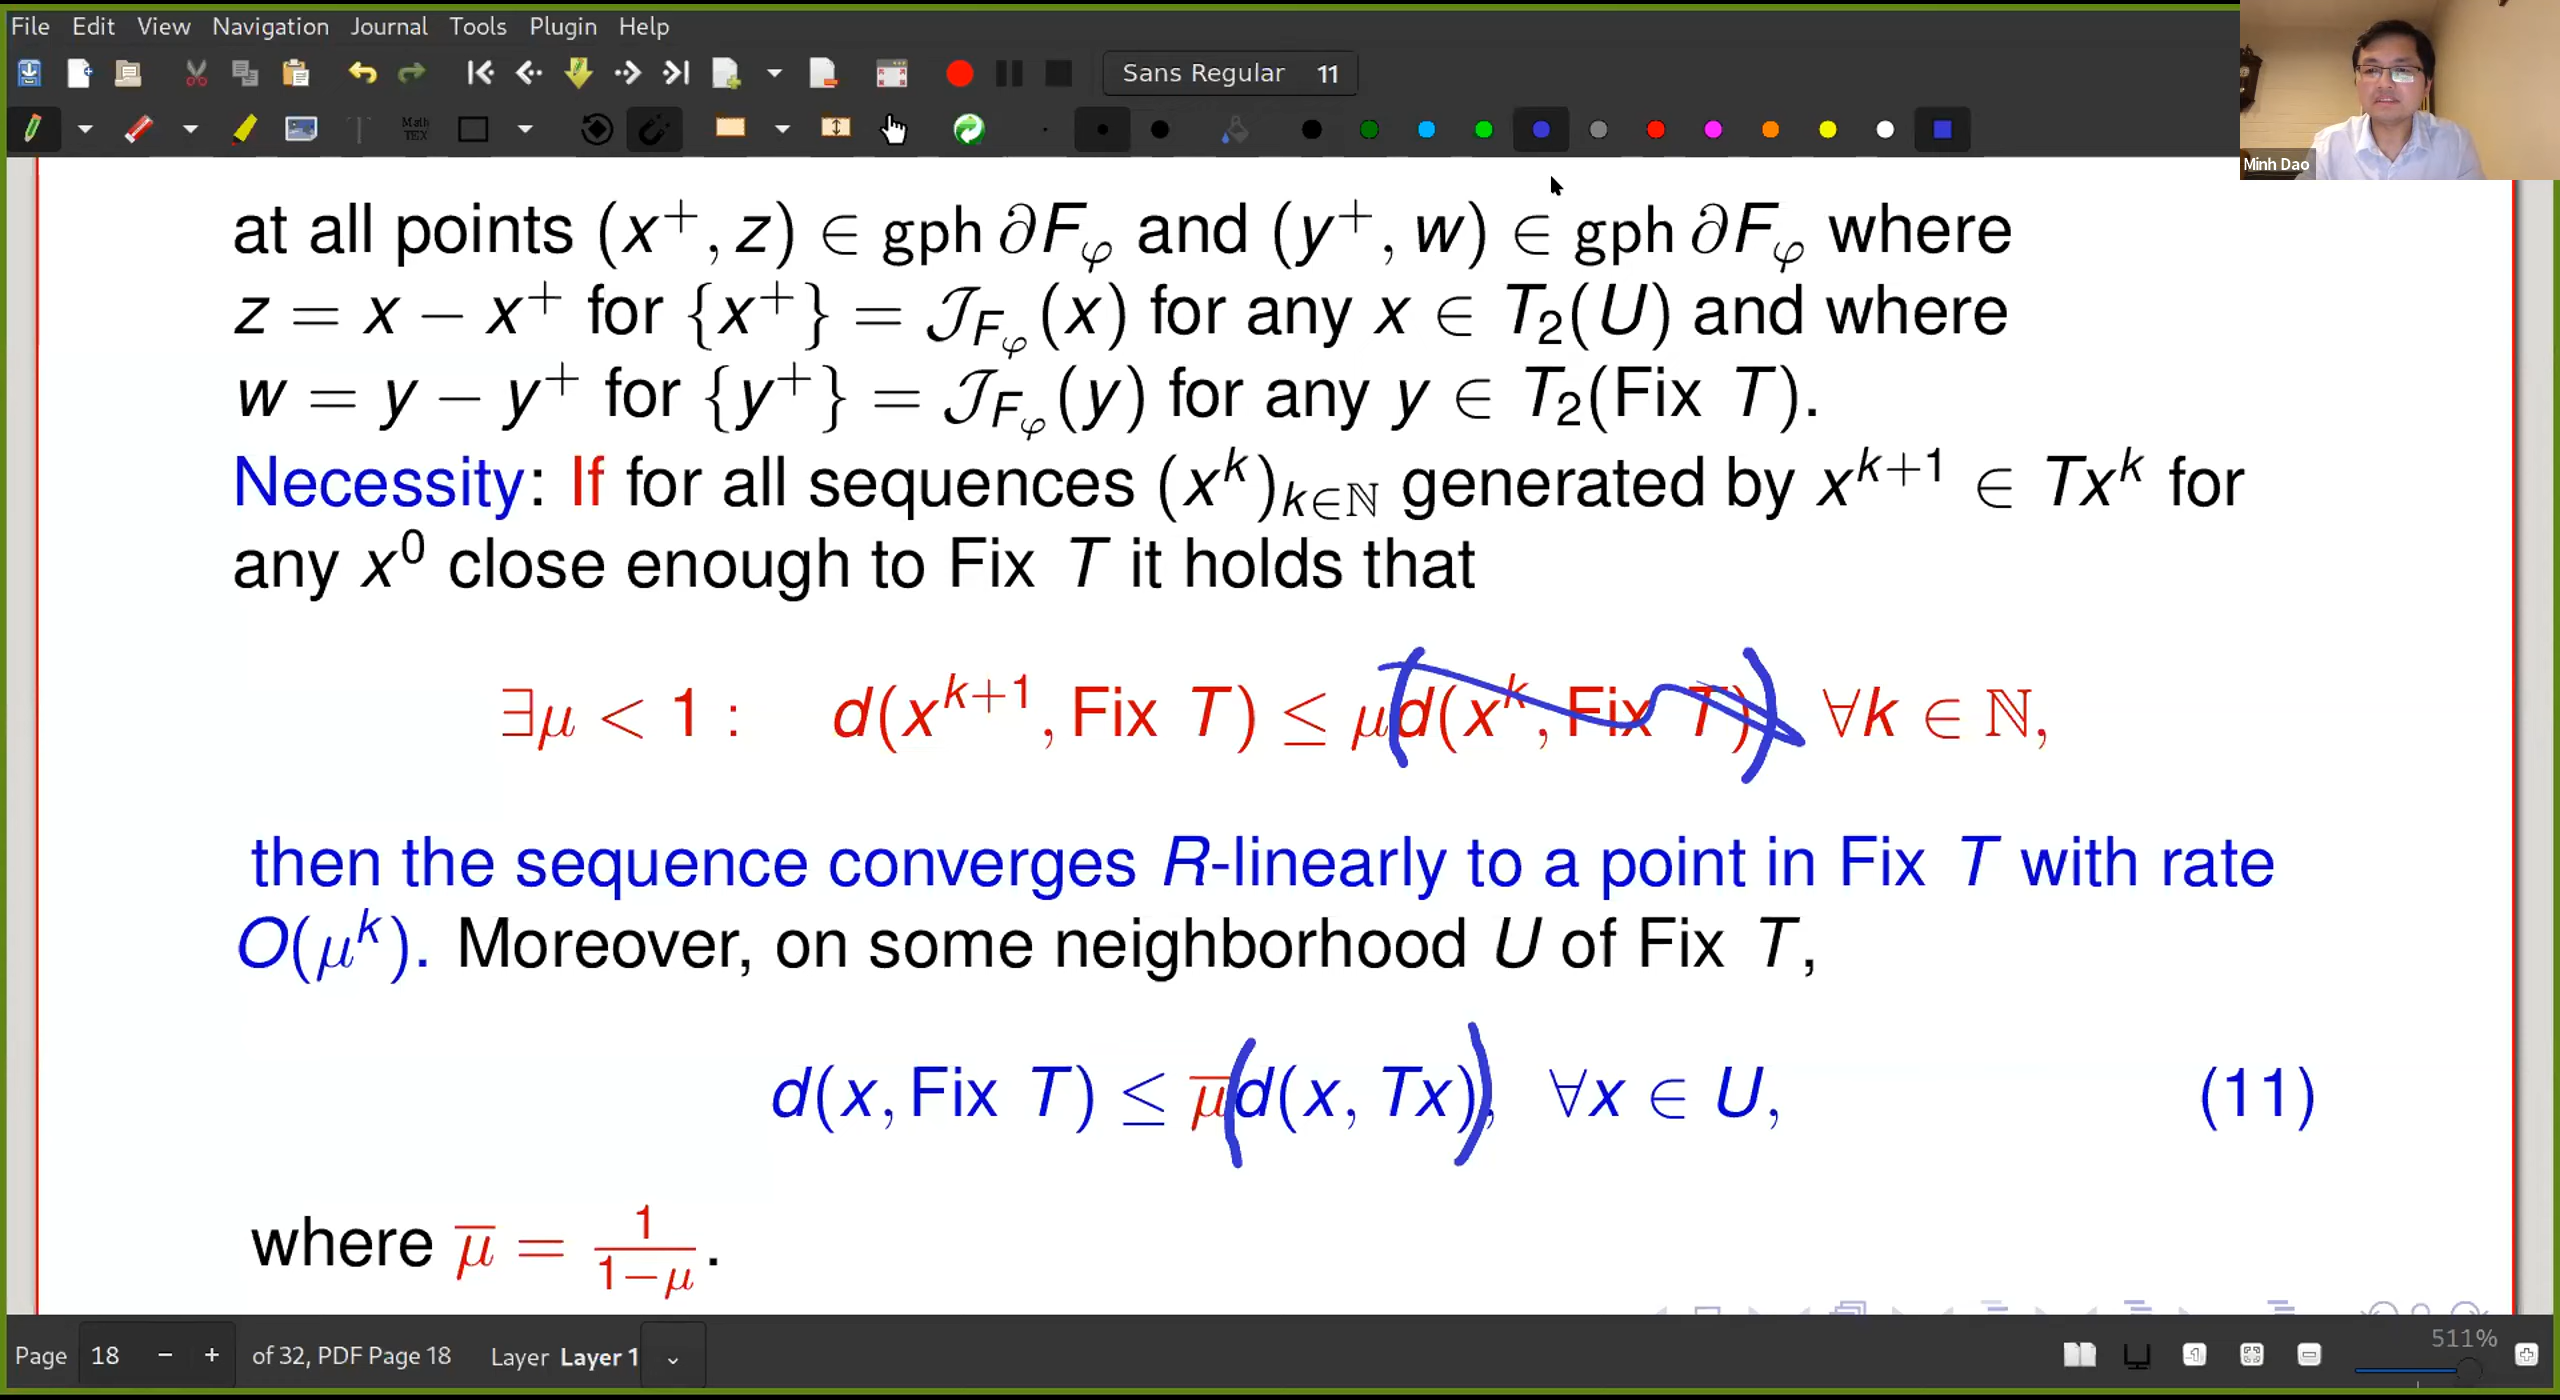 File Edit View Navigation Journal Tools Plugin Help
Sans Regular 11
Math TEX
Minh Dao
at all points (x⁺, z) ∈ gph ∂F_φ and (y⁺, w) ∈ gph ∂F_φ where
z = x − x⁺ for {x⁺} = 𝒥_{F_φ}(x) for any x ∈ T₂(U) and where
w = y − y⁺ for {y⁺} = 𝒥_{F_φ}(y) for any y ∈ T₂(Fix T).
Necessity: If for all sequences (x^k)_{k∈ℕ} generated by x^{k+1} ∈ Tx^k for
any x⁰ close enough to Fix T it holds that
∃μ < 1 : d(x^{k+1}, Fix T) ≤ μd(x^k, Fix T) ∀k ∈ ℕ,
then the sequence converges R-linearly to a point in Fix T with rate
O(μ^k). Moreover, on some neighborhood U of Fix T,
d(x, Fix T) ≤ μ̅d(x, Tx), ∀x ∈ U, (11)
where μ̅ = 1/(1−μ).
511%
Page 18 − + of 32, PDF Page 18 Layer Layer 1